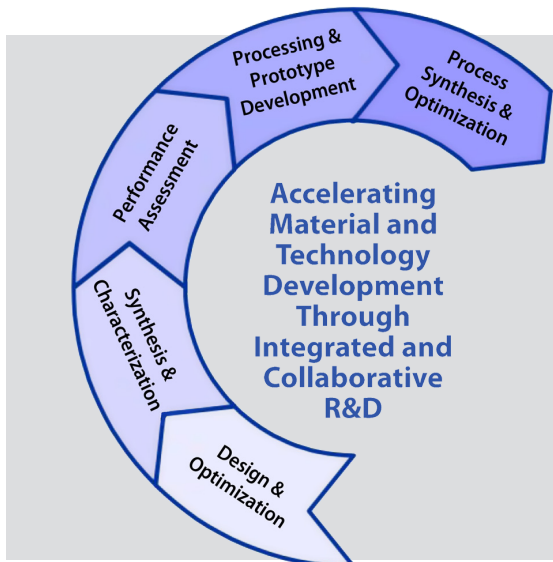 Processing &
Prototype
Development
Process
Synthesis &
Optimization
Performance
Assessment
Synthesis &
Characterization
Design &
Optimization
Accelerating
Material and
Technology
Development
Through
Integrated and
Collaborative
R&D